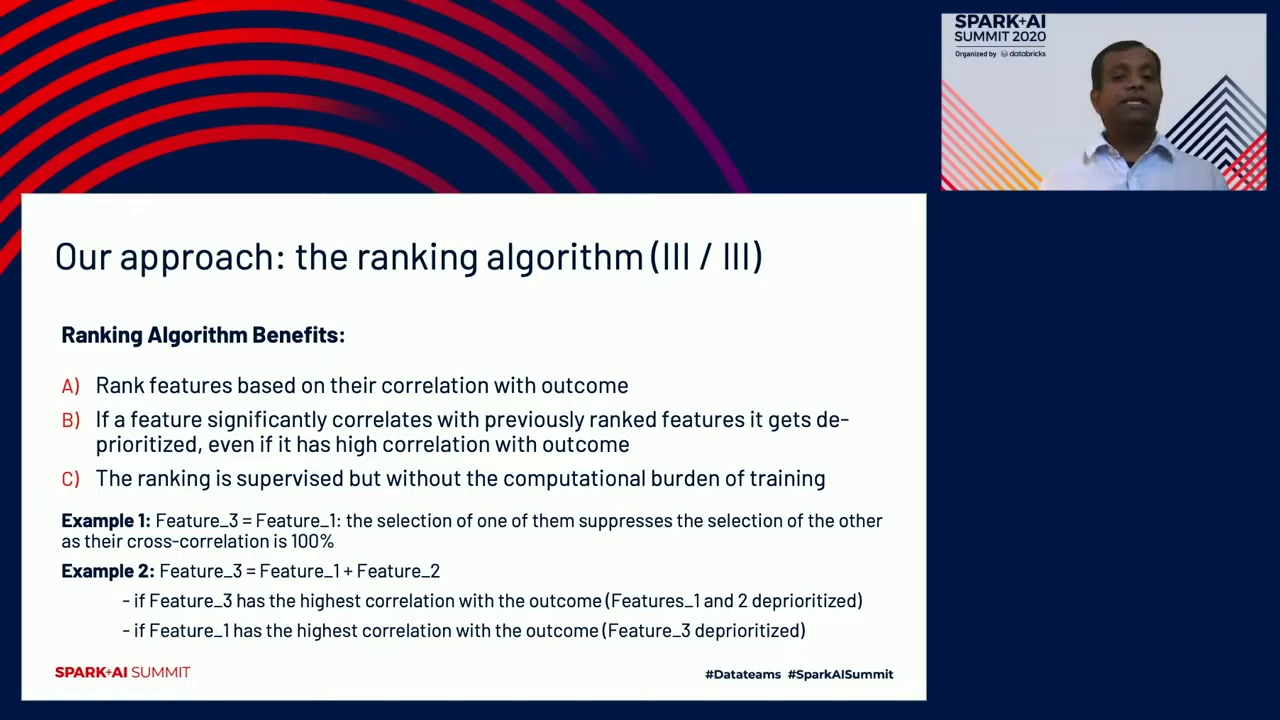 SPARK+AI
SUMMIT 2020
Organized by databricks
Our approach: the ranking algorithm (III / III)
Ranking Algorithm Benefits:
A) Rank features based on their correlation with outcome
B) If a feature significantly correlates with previously ranked features it gets de-
prioritized, even if it has high correlation with outcome
C) The ranking is supervised but without the computational burden of training
Example 1: Feature_3 = Feature_1: the selection of one of them suppresses the selection of the other
as their cross-correlation is 100%
Example 2: Feature_3 = Feature_1 + Feature_2
- if Feature_3 has the highest correlation with the outcome (Features_1 and 2 deprioritized)
- if Feature_1 has the highest correlation with the outcome (Feature_3 deprioritized)
SPARK+AI SUMMIT
#Datateams #SparkAISummit